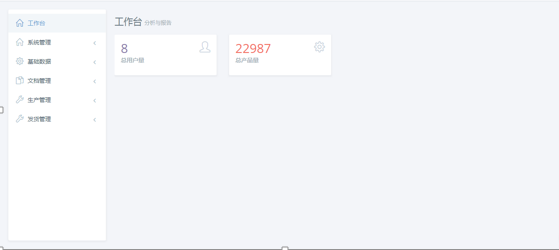 工作台
系统管理
基础数据
文档管理
生产管理
发货管理
工作台 分析与报告
8
总用户量
22987
总产品量